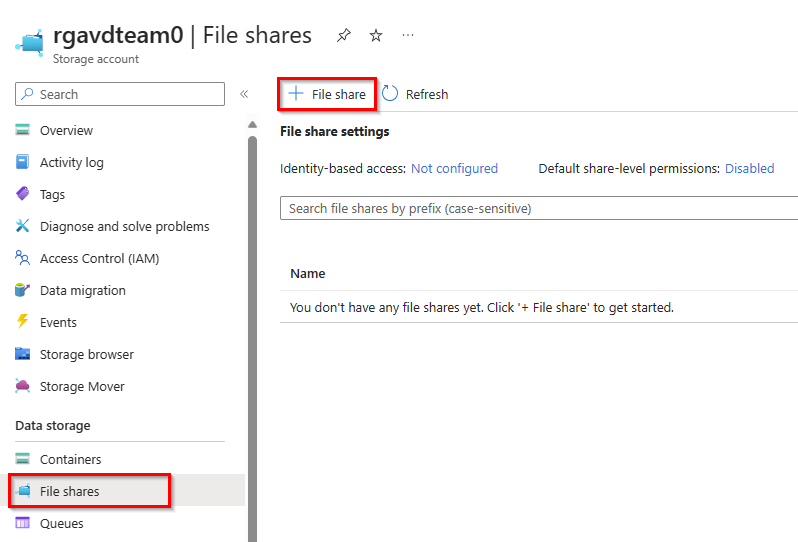 rgavdteam0 | File shares
Storage account
Search
Overview
Activity log
Tags
Diagnose and solve problems
Access Control (IAM)
Data migration
Events
Storage browser
Storage Mover
Data storage
Containers
File shares
Queues
+ File share Refresh
File share settings
Identity-based access: Not configured Default share-level permissions: Disabled
Search file shares by prefix (case-sensitive)
Name
You don't have any file shares yet. Click '+ File share' to get started.